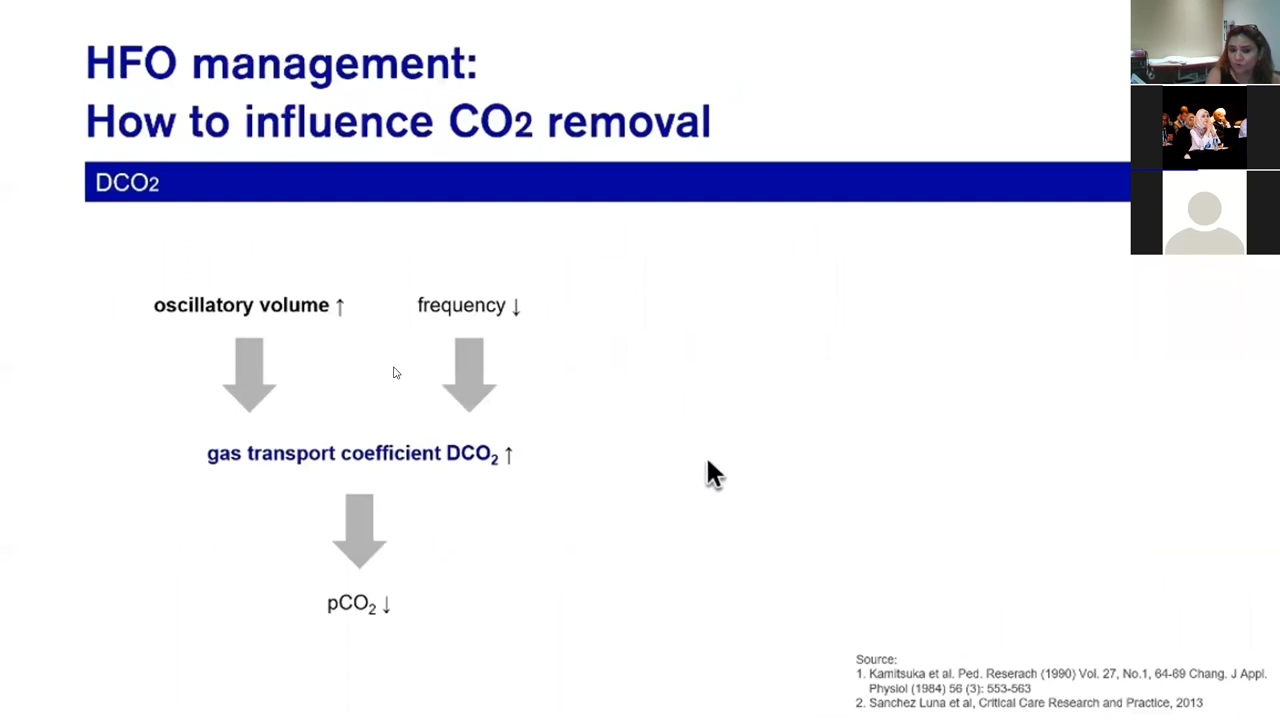 HFO management:
How to influence CO2 removal
DCO2
oscillatory volume ↑ frequency ↓
gas transport coefficient DCO₂ ↑
pCO₂ ↓
Source:
1. Kamitsuka et al. Ped. Reserach (1990) Vol. 27, No.1, 64-69 Chang. J Appl.
Physiol (1984) 56 (3): 553-563
2. Sanchez Luna et al, Critical Care Research and Practice, 2013